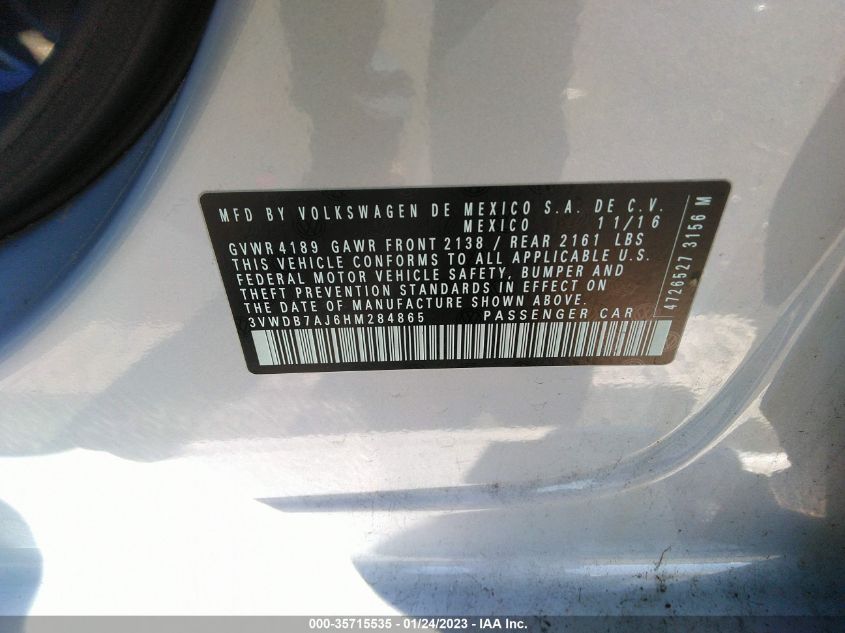 MFD BY VOLKSWAGEN DE MEXICO S.A. DE C.V.
MEXICO 11/16
GVWR 4189 GAWR FRONT 2138 / REAR 2161 LBS
THIS VEHICLE CONFORMS TO ALL APPLICABLE U.S.
FEDERAL MOTOR VEHICLE SAFETY, BUMPER AND
THEFT PREVENTION STANDARDS IN EFFECT ON
THE DATE OF MANUFACTURE SHOWN ABOVE.
3VWDB7AJ6HM284865 PASSENGER CAR
4726527 3156 M
000-35715535 - 01/24/2023 - © IAA Inc.